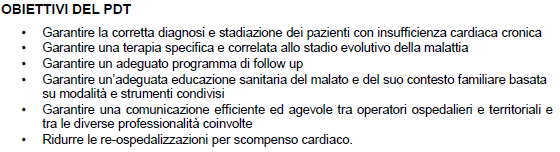 OBIETTIVI DEL PDT
• Garantire la corretta diagnosi e stadiazione dei pazienti con insufficienza cardiaca cronica
• Garantire una terapia specifica e correlata allo stadio evolutivo della malattia
• Garantire un adeguato programma di follow up
• Garantire un'adeguata educazione sanitaria del malato e del suo contesto familiare basata
su modalità e strumenti condivisi
• Garantire una comunicazione efficiente ed agevole tra operatori ospedalieri e territoriali e
tra le diverse professionalità coinvolte
• Ridurre le re-ospedalizzazioni per scompenso cardiaco.